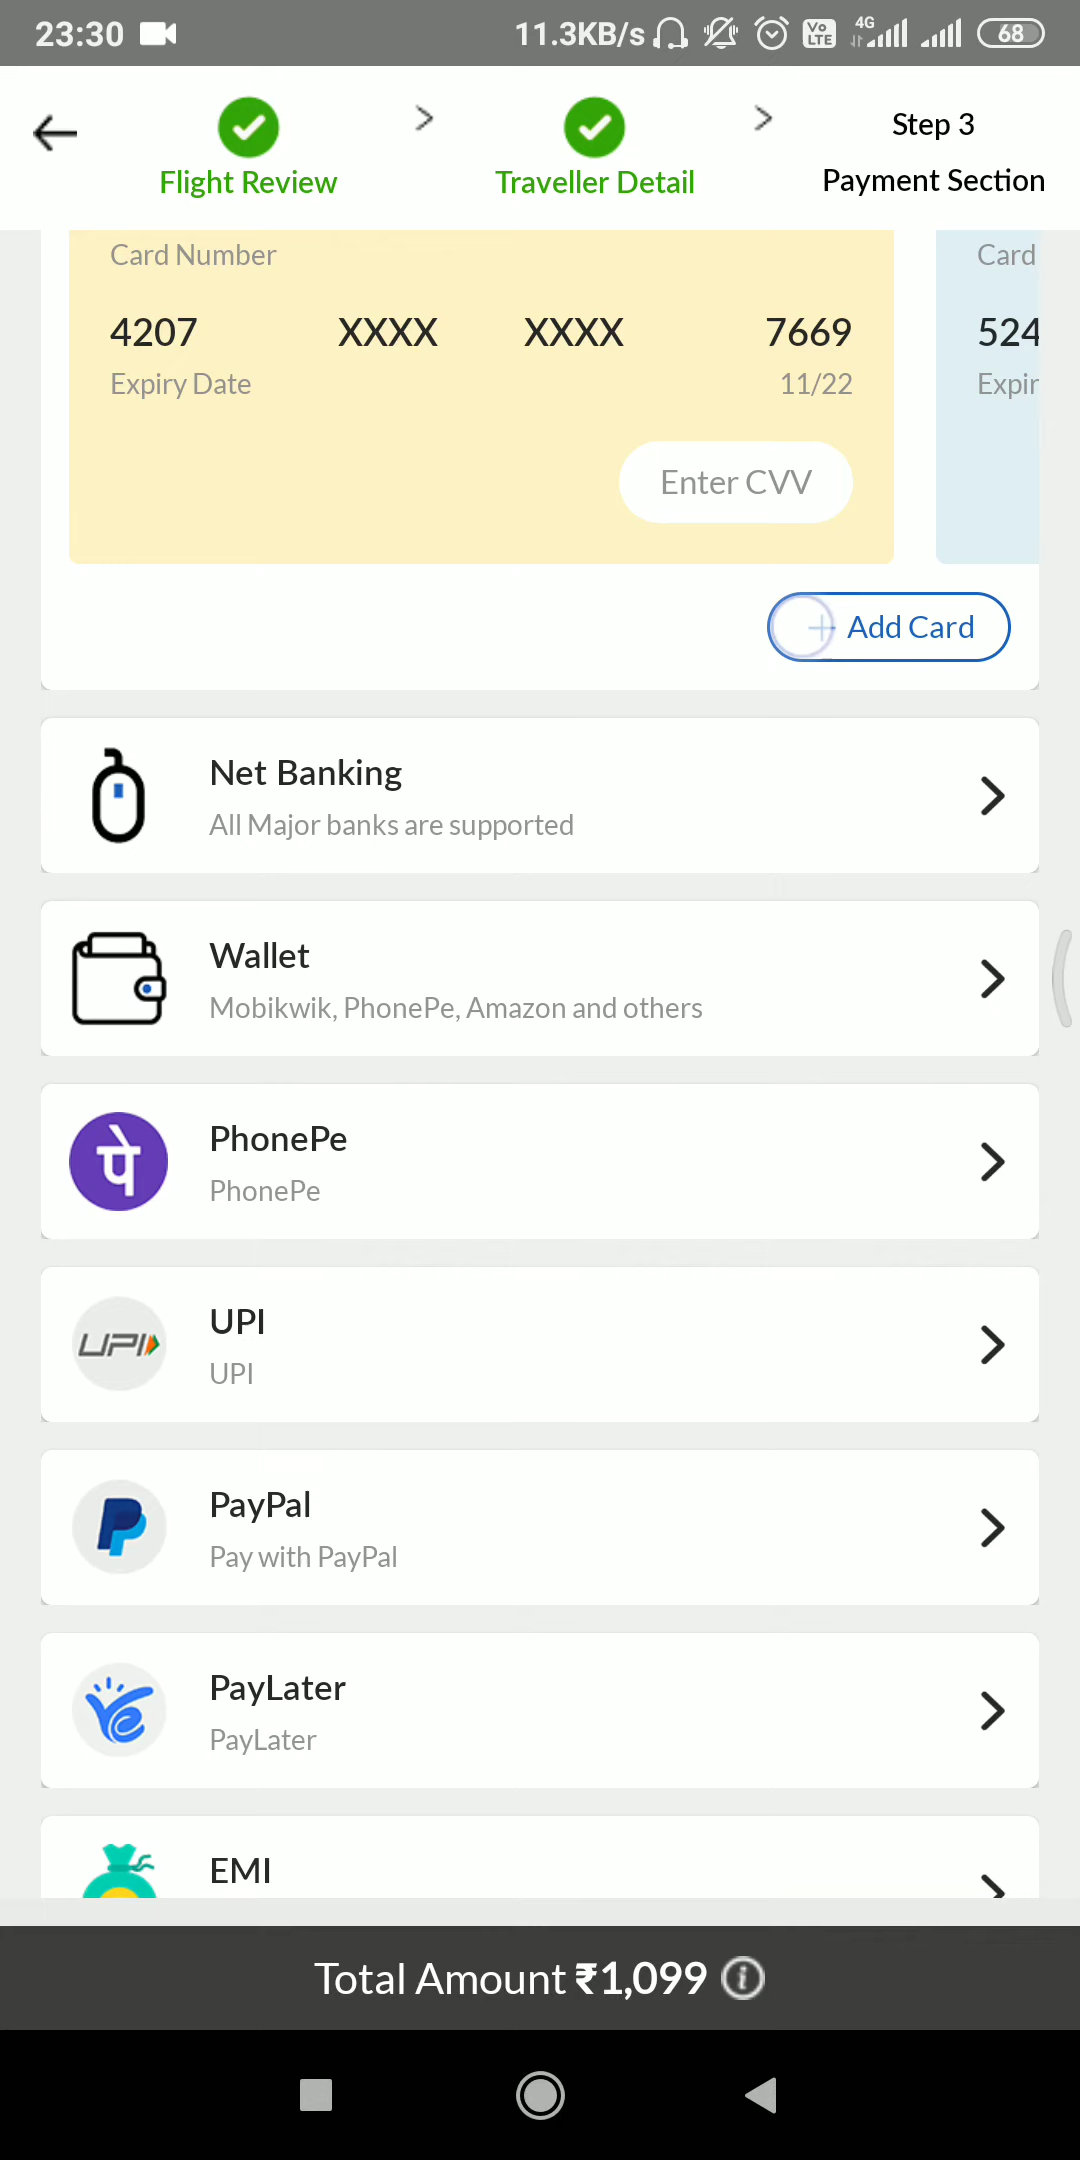 23:30 11.3KB/s Vo LTE 4G 68
Step 3
Flight Review Traveller Detail Payment Section
Card Number Card
4207 XXXX XXXX 7669 524
Expiry Date 11/22 Expir
Enter CVV
+ Add Card
Net Banking
All Major banks are supported
Wallet
Mobikwik, PhonePe, Amazon and others
पे
PhonePe
PhonePe
UPI
UPI
UPI
PayPal
Pay with PayPal
PayLater
PayLater
EMI
Total Amount ₹1,099